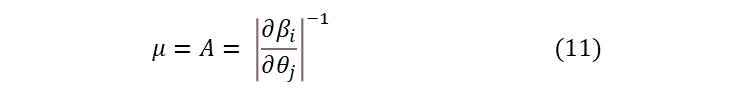 μ = A = |∂β_i/∂θ_j|^{-1} (11)